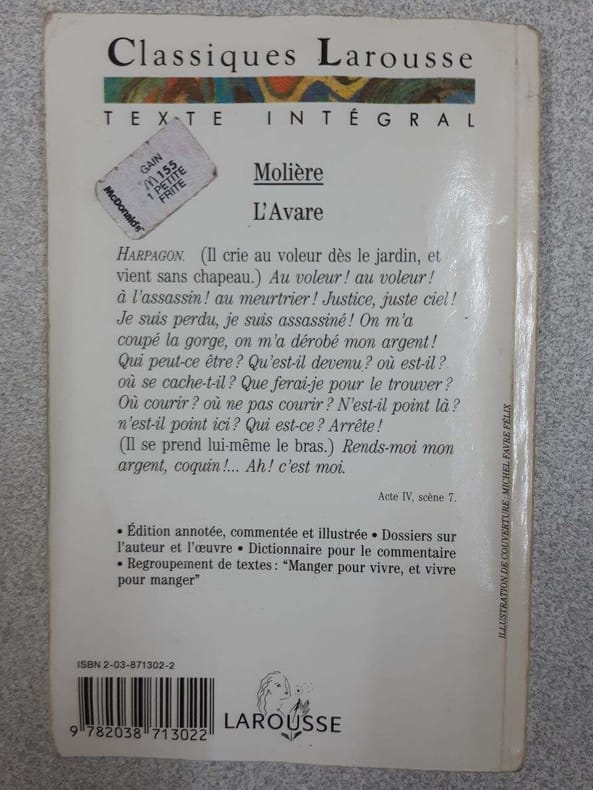 Classiques Larousse
TEXTE INTÉGRAL
GAIN
155
1 PETITE
FRITE
McDonald's
Molière
L'Avare
HARPAGON. (Il crie au voleur dès le jardin, et
vient sans chapeau.) Au voleur! au voleur!
à l'assassin! au meurtrier! Justice, juste ciel!
Je suis perdu, je suis assassiné! On m'a
coupé la gorge, on m'a dérobé mon argent!
Qui peut-ce être? Qu'est-il devenu? où est-il?
où se cache-t-il? Que ferai-je pour le trouver?
Où courir? où ne pas courir? N'est-il point là?
n'est-il point ici? Qui est-ce? Arrête!
(Il se prend lui-même le bras.) Rends-moi mon
argent, coquin!... Ah! c'est moi.
Acte IV, scène 7.
• Édition annotée, commentée et illustrée • Dossiers sur
l'auteur et l'œuvre • Dictionnaire pour le commentaire
• Regroupement de textes: "Manger pour vivre, et vivre
pour manger"
ILLUSTRATION DE COUVERTURE: MICHEL FAVRE FÉLIX
ISBN 2-03-871302-2
9 782038 713022
LAROUSSE